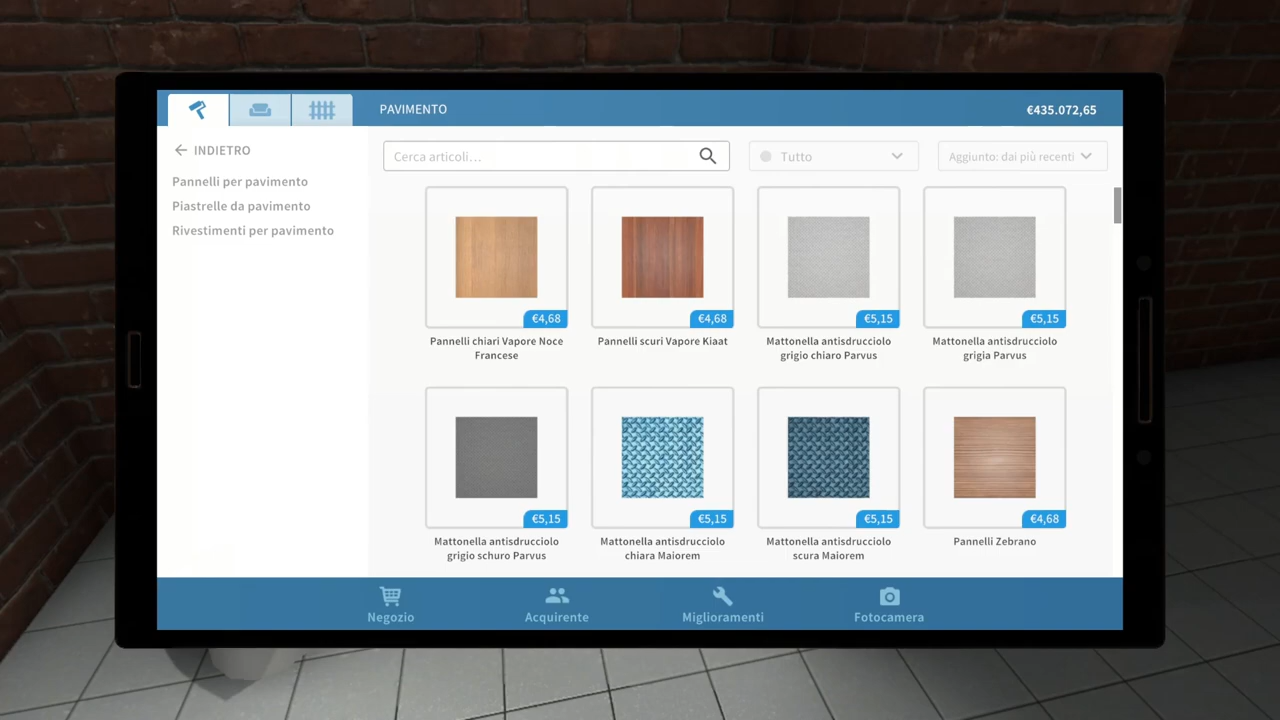 PAVIMENTO
€435.072,65
INDIETRO
Pannelli per pavimento
Piastrelle da pavimento
Rivestimenti per pavimento
Cerca articoli...
Tutto
Aggiunto: dai più recenti
€4,68
€4,68
€5,15
€5,15
Pannelli chiari Vapore Noce
Francese
Pannelli scuri Vapore Kiaat
Mattonella antisdrucciolo
grigio chiaro Parvus
Mattonella antisdrucciolo
grigia Parvus
€5,15
€5,15
€5,15
€4,68
Mattonella antisdrucciolo
grigio schuro Parvus
Mattonella antisdrucciolo
chiara Maiorem
Mattonella antisdrucciolo
scura Maiorem
Pannelli Zebrano
Negozio
Acquirente
Miglioramenti
Fotocamera